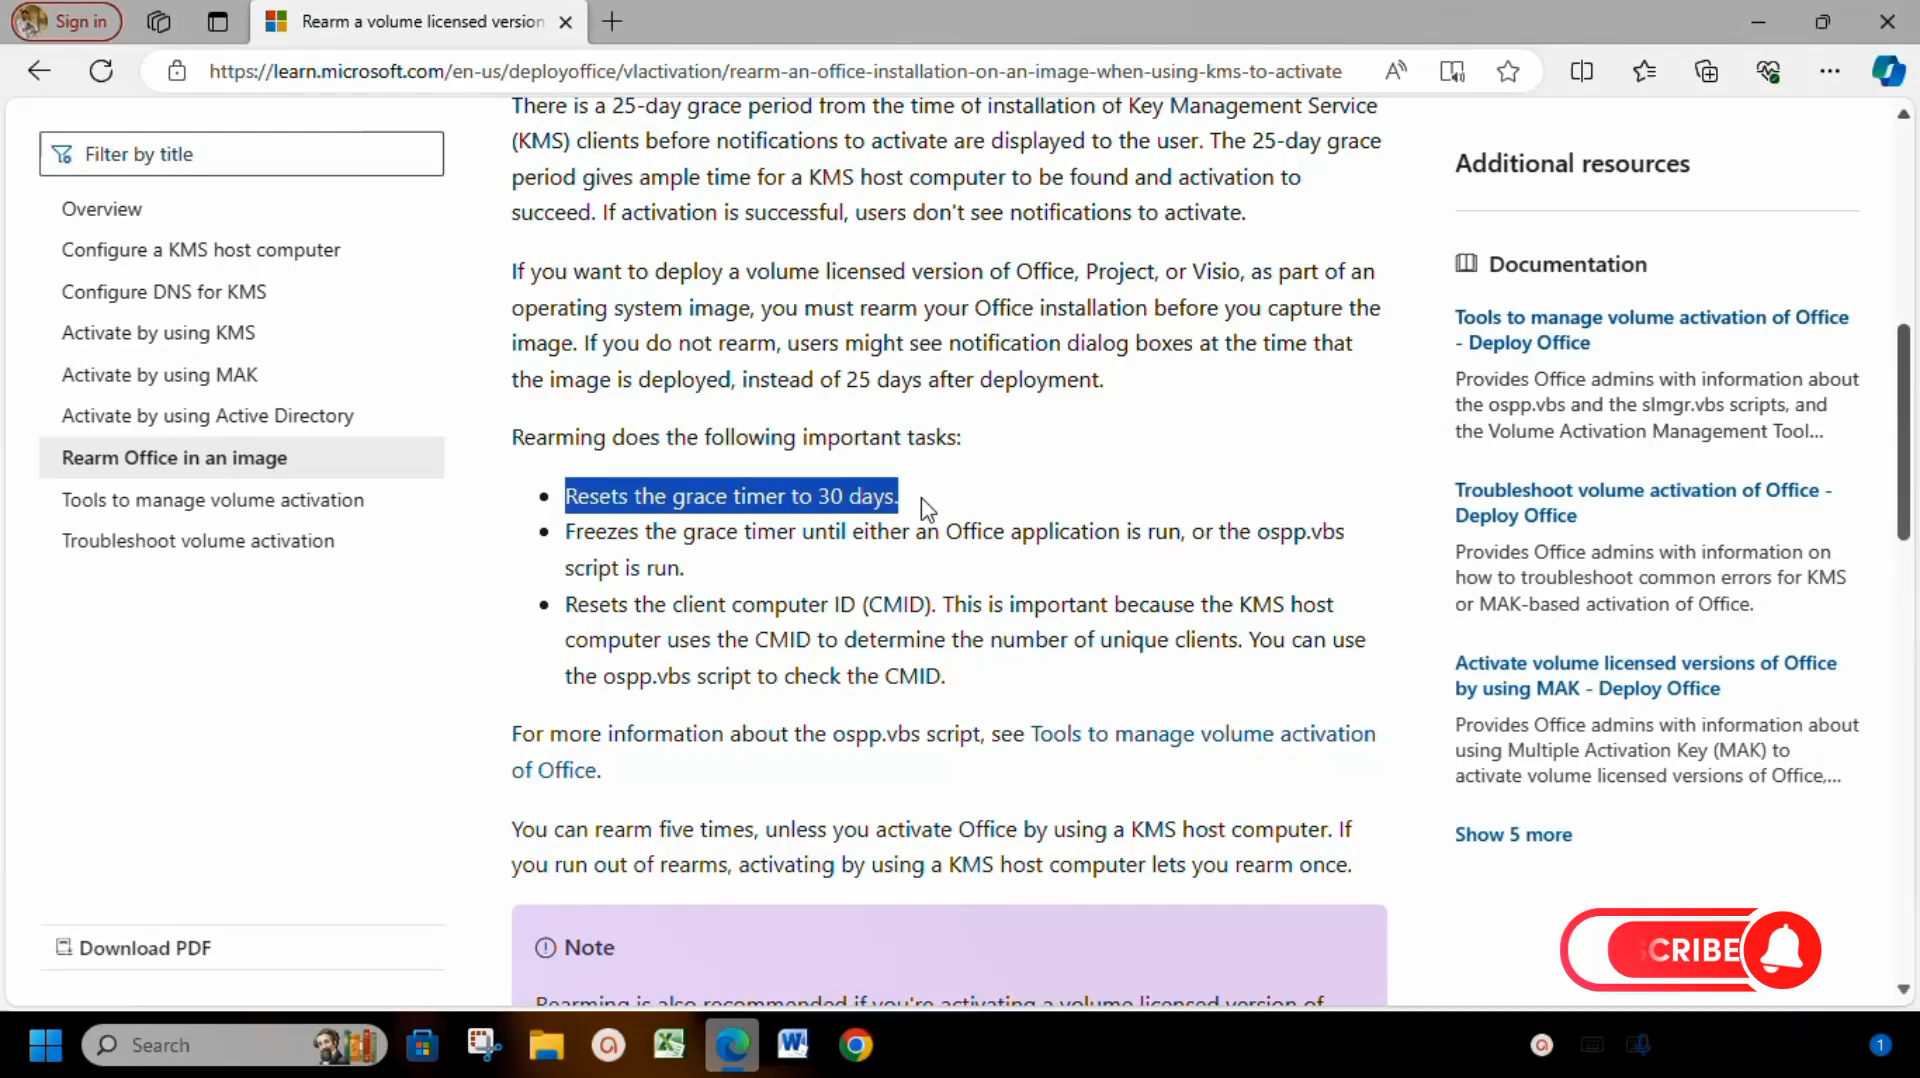 Sign in
Rearm a volume licensed version
https://learn.microsoft.com/en-us/deployoffice/vlactivation/rearm-an-office-installation-on-an-image-when-using-kms-to-activate
Filter by title
Overview
Configure a KMS host computer
Configure DNS for KMS
Activate by using KMS
Activate by using MAK
Activate by using Active Directory
Rearm Office in an image
Tools to manage volume activation
Troubleshoot volume activation
Download PDF
There is a 25-day grace period from the time of installation of Key Management Service
(KMS) clients before notifications to activate are displayed to the user. The 25-day grace
period gives ample time for a KMS host computer to be found and activation to
succeed. If activation is successful, users don't see notifications to activate.
If you want to deploy a volume licensed version of Office, Project, or Visio, as part of an
operating system image, you must rearm your Office installation before you capture the
image. If you do not rearm, users might see notification dialog boxes at the time that
the image is deployed, instead of 25 days after deployment.
Rearming does the following important tasks:
Resets the grace timer to 30 days.
Freezes the grace timer until either an Office application is run, or the ospp.vbs
script is run.
Resets the client computer ID (CMID). This is important because the KMS host
computer uses the CMID to determine the number of unique clients. You can use
the ospp.vbs script to check the CMID.
For more information about the ospp.vbs script, see Tools to manage volume activation
of Office.
You can rearm five times, unless you activate Office by using a KMS host computer. If
you run out of rearms, activating by using a KMS host computer lets you rearm once.
Note
Rearming is also recommended if you're activating a volume licensed version of
Additional resources
Documentation
Tools to manage volume activation of Office
- Deploy Office
Provides Office admins with information about
the ospp.vbs and the slmgr.vbs scripts, and
the Volume Activation Management Tool...
Troubleshoot volume activation of Office -
Deploy Office
Provides Office admins with information on
how to troubleshoot common errors for KMS
or MAK-based activation of Office.
Activate volume licensed versions of Office
by using MAK - Deploy Office
Provides Office admins with information about
using Multiple Activation Key (MAK) to
activate volume licensed versions of Office,...
Show 5 more
SCRIBE
Search
1